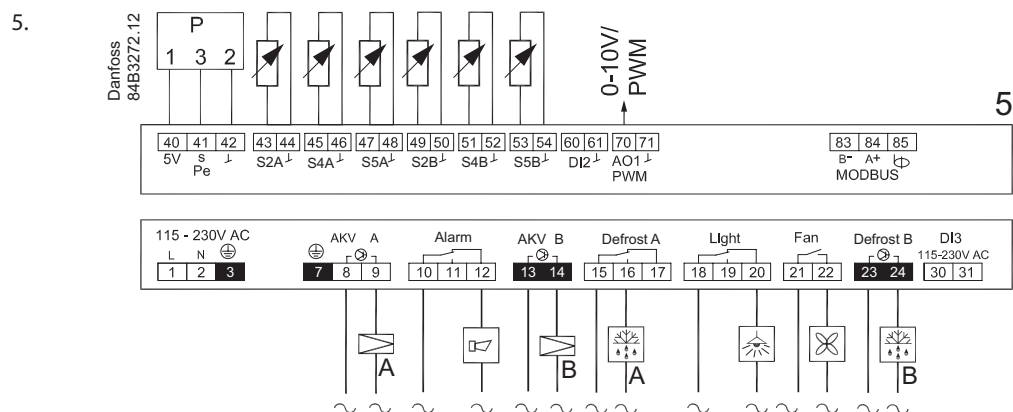 5.
Danfoss
84B3272.12
P
1 3 2
0-10V/
PWM
5
40 41 42 43 44 45 46 47 48 49 50 51 52 53 54 60 61 70 71 83 84 85
5V s S2A S4A S5A S2B S4B S5B DI2 AO1 B- A+
Pe PWM MODBUS
115 - 230V AC AKV A Alarm AKV B Defrost A LIght Fan Defrost B DI3
L N 115-230V AC
1 2 3 7 8 9 10 11 12 13 14 15 16 17 18 19 20 21 22 23 24 30 31
A B A B